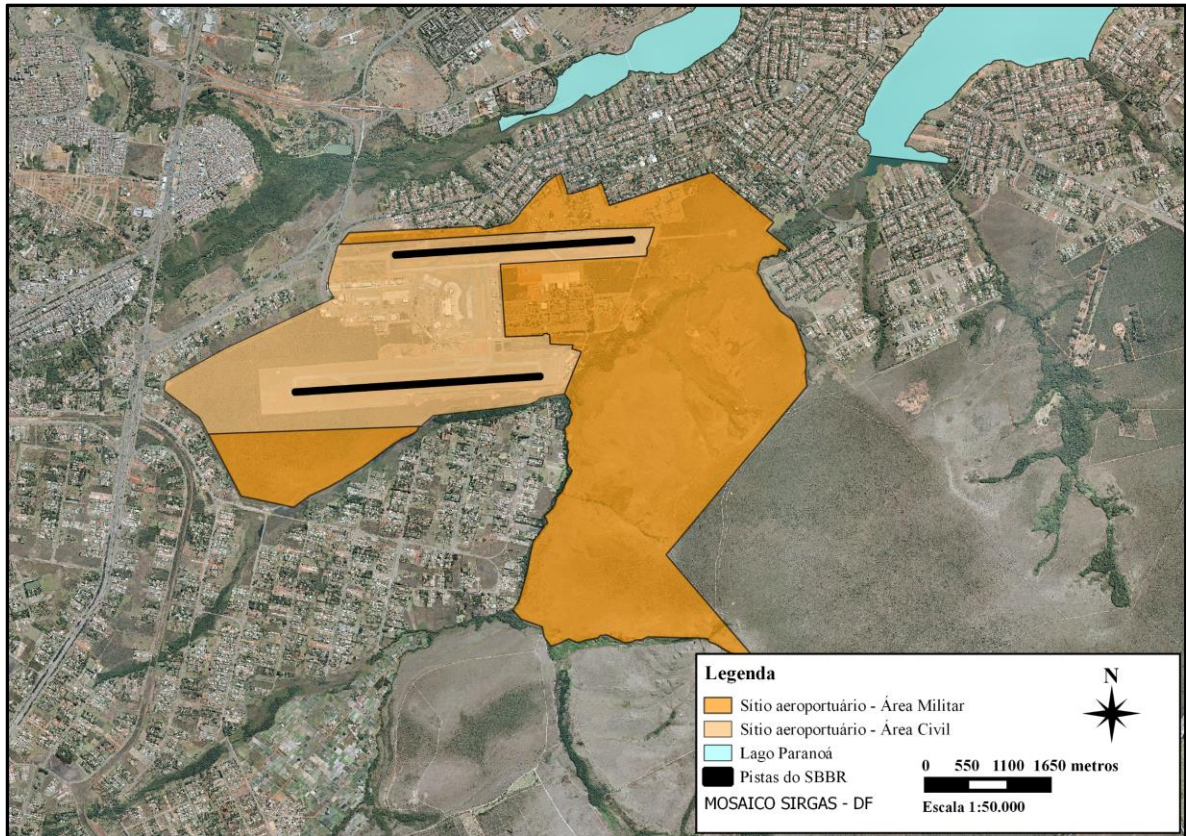 Legenda
N
Sítio aeroportuário - Área Militar
Sítio aeroportuário - Área Civil
Lago Paranoá
Pistas do SBBR
0 550 1100 1650 metros
MOSAICO SIRGAS - DF
Escala 1:50.000